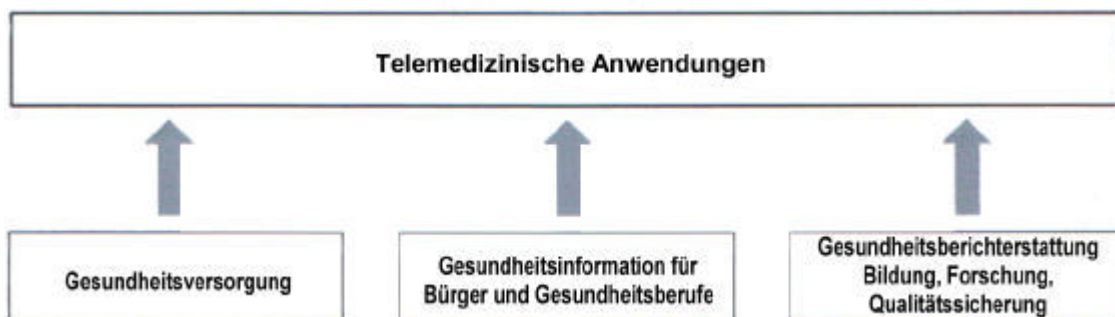 Telemedizinische Anwendungen
Gesundheitsversorgung
Gesundheitsinformation für
Bürger und Gesundheitsberufe
Gesundheitsberichterstattung
Bildung, Forschung,
Qualitätssicherung